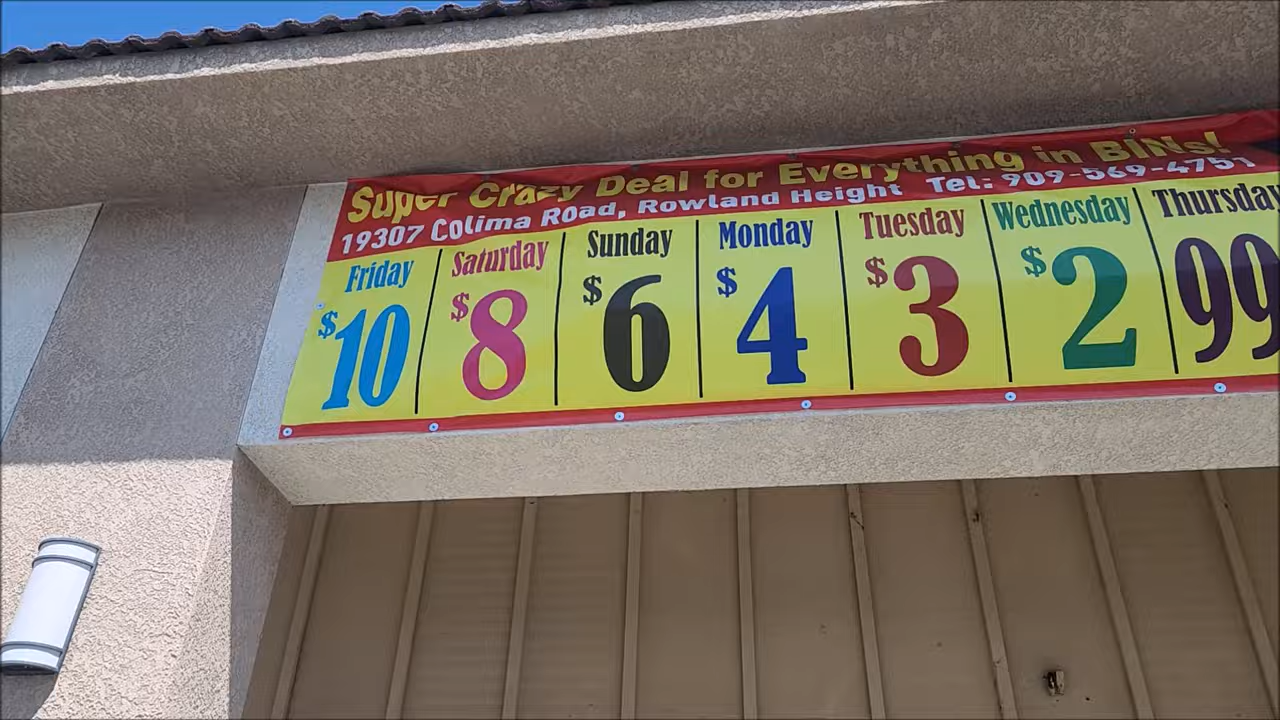 Super Crazy Deal for Everything in BINs!
19307 Colima Road, Rowland Height Tel: 909-569-4751
Friday Saturday Sunday Monday Tuesday Wednesday Thursday
$10 $8 $6 $4 $3 $2 99